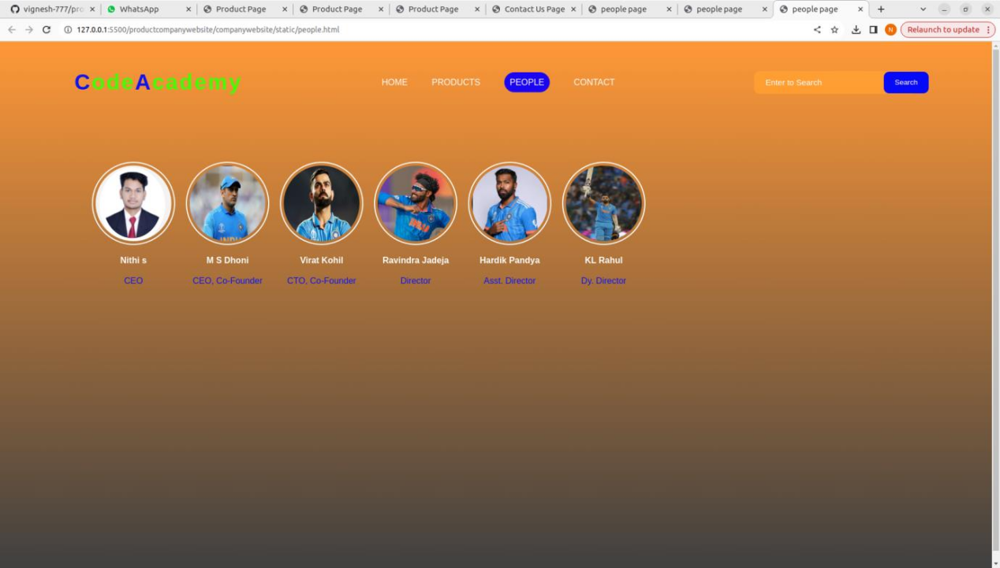 vignesh-777/pro
WhatsApp
Product Page
Product Page
Product Page
Contact Us Page
people page
people page
people page
127.0.0.1:5500/productcompanywebsite/companywebsite/static/people.html
N
Relaunch to update
CodeAcademy
HOME
PRODUCTS
PEOPLE
CONTACT
Enter to Search
Search
INDIA
Nithi s
M S Dhoni
Virat Kohil
Ravindra Jadeja
Hardik Pandya
KL Rahul
CEO
CEO, Co-Founder
CTO, Co-Founder
Director
Asst. Director
Dy. Director